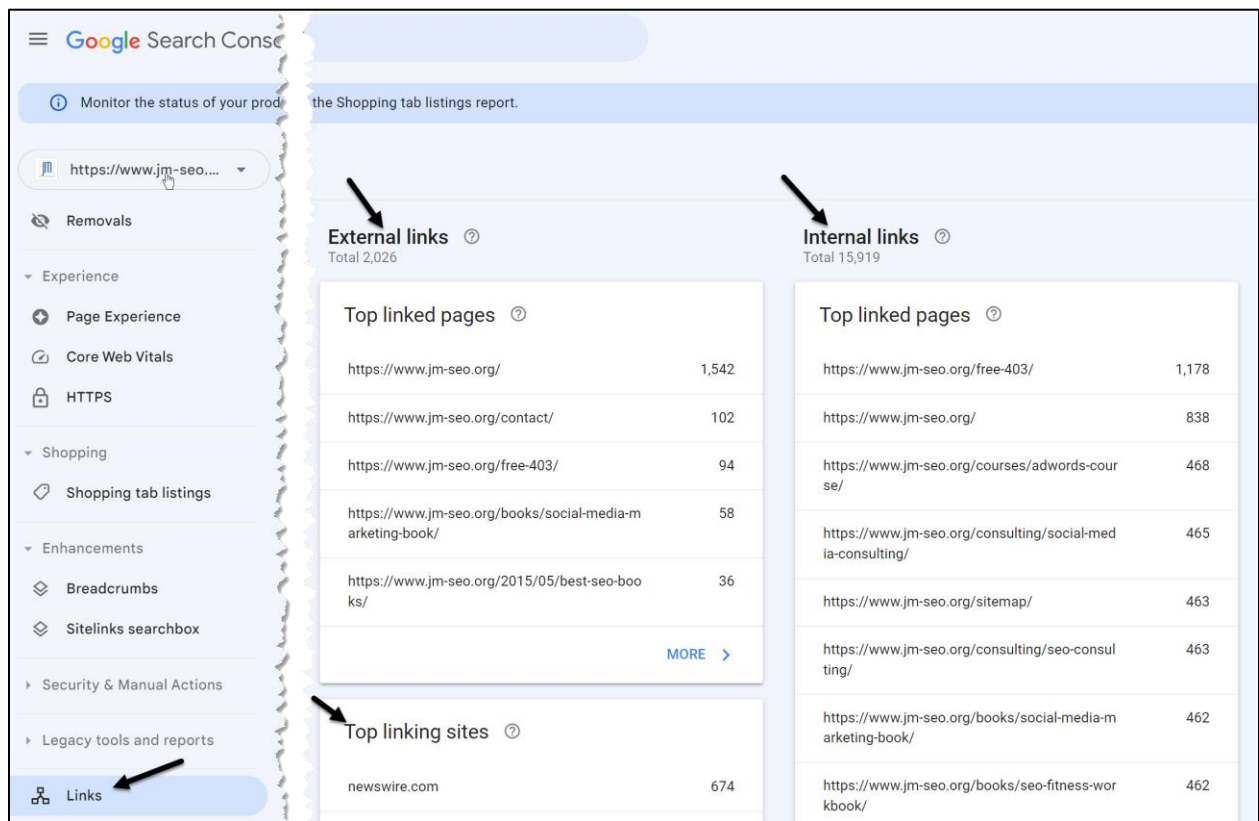 Google Search Conso
Monitor the status of your prod the Shopping tab listings report.
https://www.jm-seo....
Removals
Experience
Page Experience
Core Web Vitals
HTTPS
Shopping
Shopping tab listings
Enhancements
Breadcrumbs
Sitelinks searchbox
Security & Manual Actions
Legacy tools and reports
Links
External links
Total 2,026
Top linked pages
https://www.jm-seo.org/ 1,542
https://www.jm-seo.org/contact/ 102
https://www.jm-seo.org/free-403/ 94
https://www.jm-seo.org/books/social-media-m 58
arketing-book/
https://www.jm-seo.org/2015/05/best-seo-boo 36
ks/
MORE
Top linking sites
newswire.com 674
Internal links
Total 15,919
Top linked pages
https://www.jm-seo.org/free-403/ 1,178
https://www.jm-seo.org/ 838
https://www.jm-seo.org/courses/adwords-cour 468
se/
https://www.jm-seo.org/consulting/social-med 465
ia-consulting/
https://www.jm-seo.org/sitemap/ 463
https://www.jm-seo.org/consulting/seo-consul 463
ting/
https://www.jm-seo.org/books/social-media-m 462
arketing-book/
https://www.jm-seo.org/books/seo-fitness-wor 462
kbook/